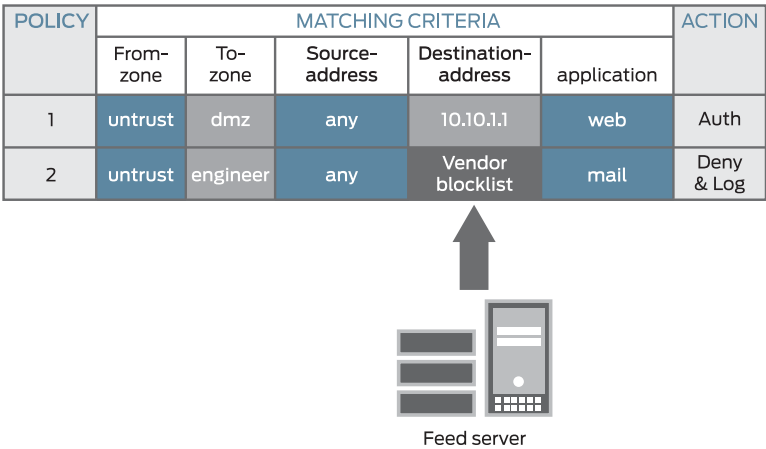 POLICY MATCHING CRITERIA ACTION
From-zone To-zone Source-address Destination-address application
1 untrust dmz any 10.10.1.1 web Auth
2 untrust engineer any Vendor blocklist mail Deny & Log
Feed server